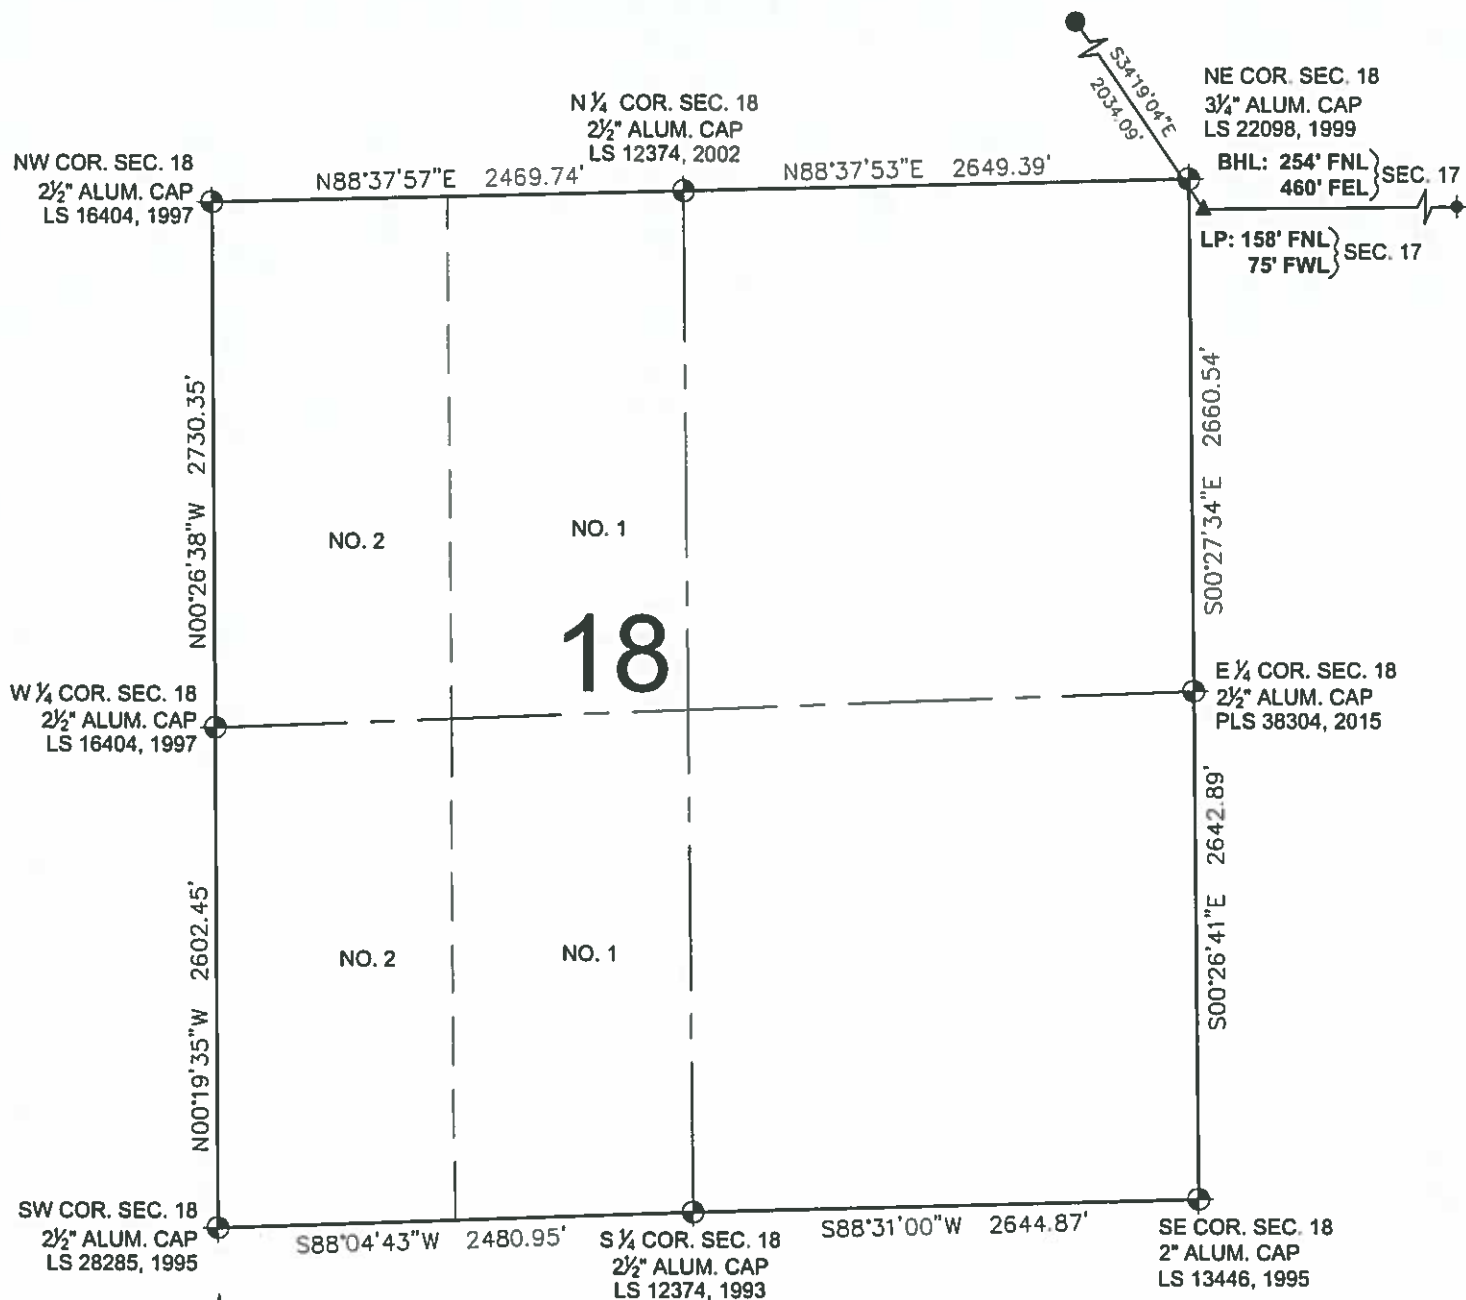 S34°19'04"E
2034.09'
NE COR. SEC. 18
3¼" ALUM. CAP
LS 22098, 1999
N ¼ COR. SEC. 18
2½" ALUM. CAP
LS 12374, 2002
NW COR. SEC. 18
2½" ALUM. CAP
LS 16404, 1997
N88°37'57"E 2469.74'
N88°37'53"E 2649.39'
BHL: 254' FNL
460' FEL
SEC. 17
LP: 158' FNL
75' FWL
SEC. 17
N00°26'38"W 2730.35'
S00°27'34"E 2660.54'
NO. 2
NO. 1
18
W ¼ COR. SEC. 18
2½" ALUM. CAP
LS 16404, 1997
E ¼ COR. SEC. 18
2½" ALUM. CAP
PLS 38304, 2015
N00°19'35"W 2602.45'
S00°26'41"E 2642.89'
NO. 2
NO. 1
SW COR. SEC. 18
2½" ALUM. CAP
LS 28285, 1995
S88°04'43"W 2480.95'
S ¼ COR. SEC. 18
2½" ALUM. CAP
LS 12374, 1993
S88°31'00"W 2644.87'
SE COR. SEC. 18
2" ALUM. CAP
LS 13446, 1995